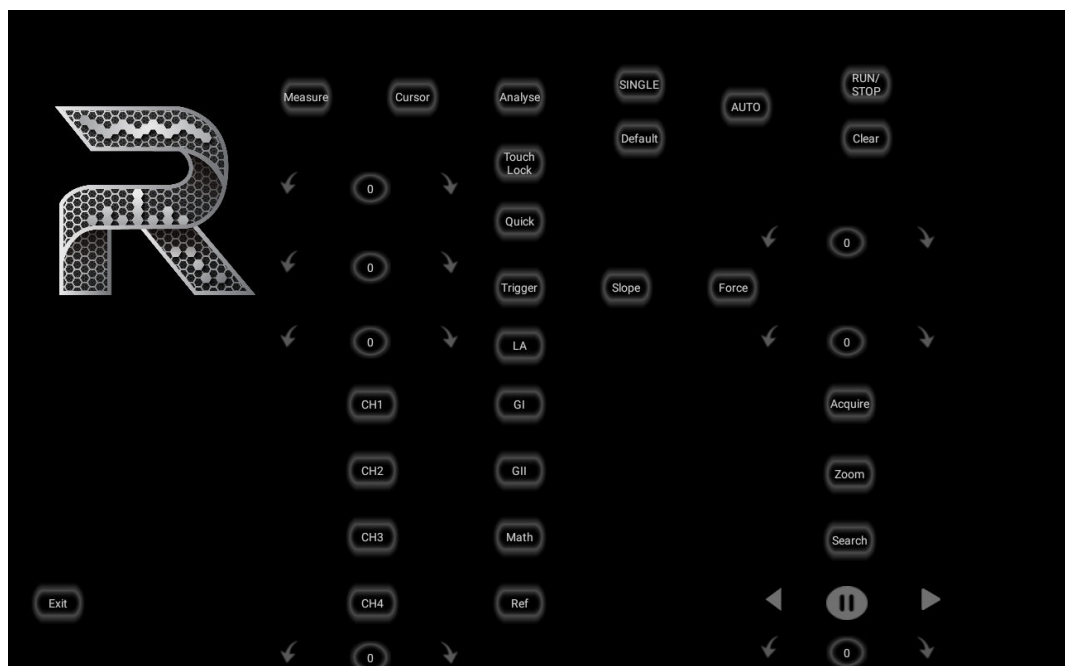 Measure
Cursor
Analyse
SINGLE
AUTO
RUN/
STOP
Default
Clear
Touch
Lock
0
Quick
0
0
Trigger
Slope
Force
0
LA
0
CH1
GI
Acquire
CH2
GII
Zoom
CH3
Math
Search
Exit
CH4
Ref
0
0